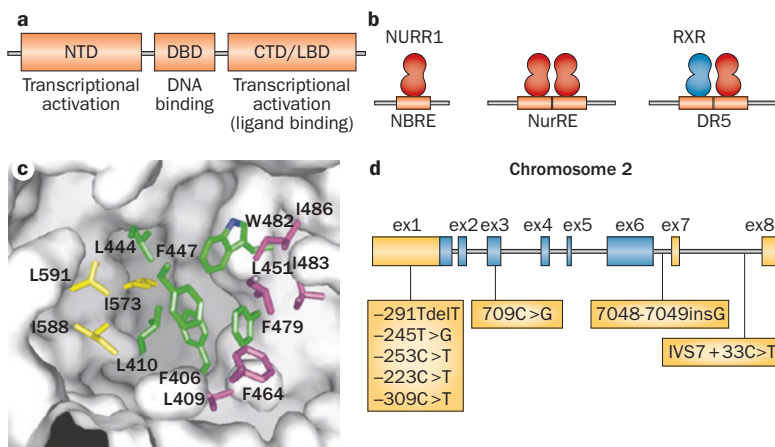 a
NTD
DBD
CTD/LBD
Transcriptional
activation
DNA
binding
Transcriptional
activation
(ligand binding)
b
NURR1
RXR
NBRE
NurRE
DR5
c
I486
W482
L444
F447
L451
I483
L591
I573
F479
I588
L410
F406
L409
F464
d
Chromosome 2
ex1
ex2
ex3
ex4
ex5
ex6
ex7
ex8
–291TdelT
–245T>G
–253C>T
–223C>T
–309C>T
709C>G
7048-7049insG
IVS7+33C>T